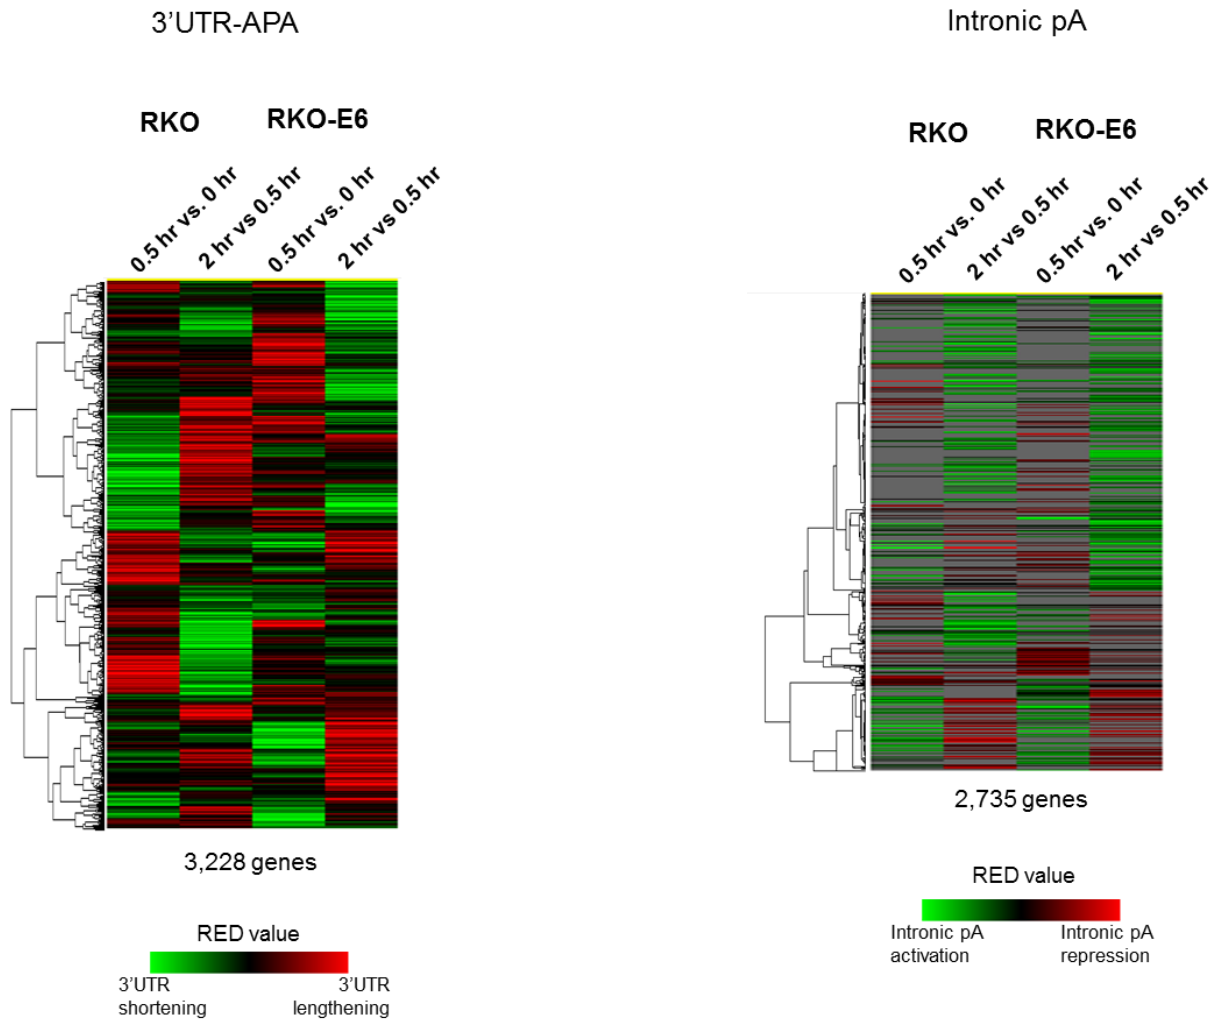 3’UTR-APA
Intronic pA
RKO
RKO-E6
RKO
RKO-E6
0.5 hr vs. 0 hr
2 hr vs 0.5 hr
0.5 hr vs. 0 hr
2 hr vs 0.5 hr
0.5 hr vs. 0 hr
2 hr vs 0.5 hr
0.5 hr vs. 0 hr
2 hr vs 0.5 hr
3,228 genes
2,735 genes
RED value
3’UTR
shortening
3’UTR
lengthening
RED value
Intronic pA
activation
Intronic pA
repression